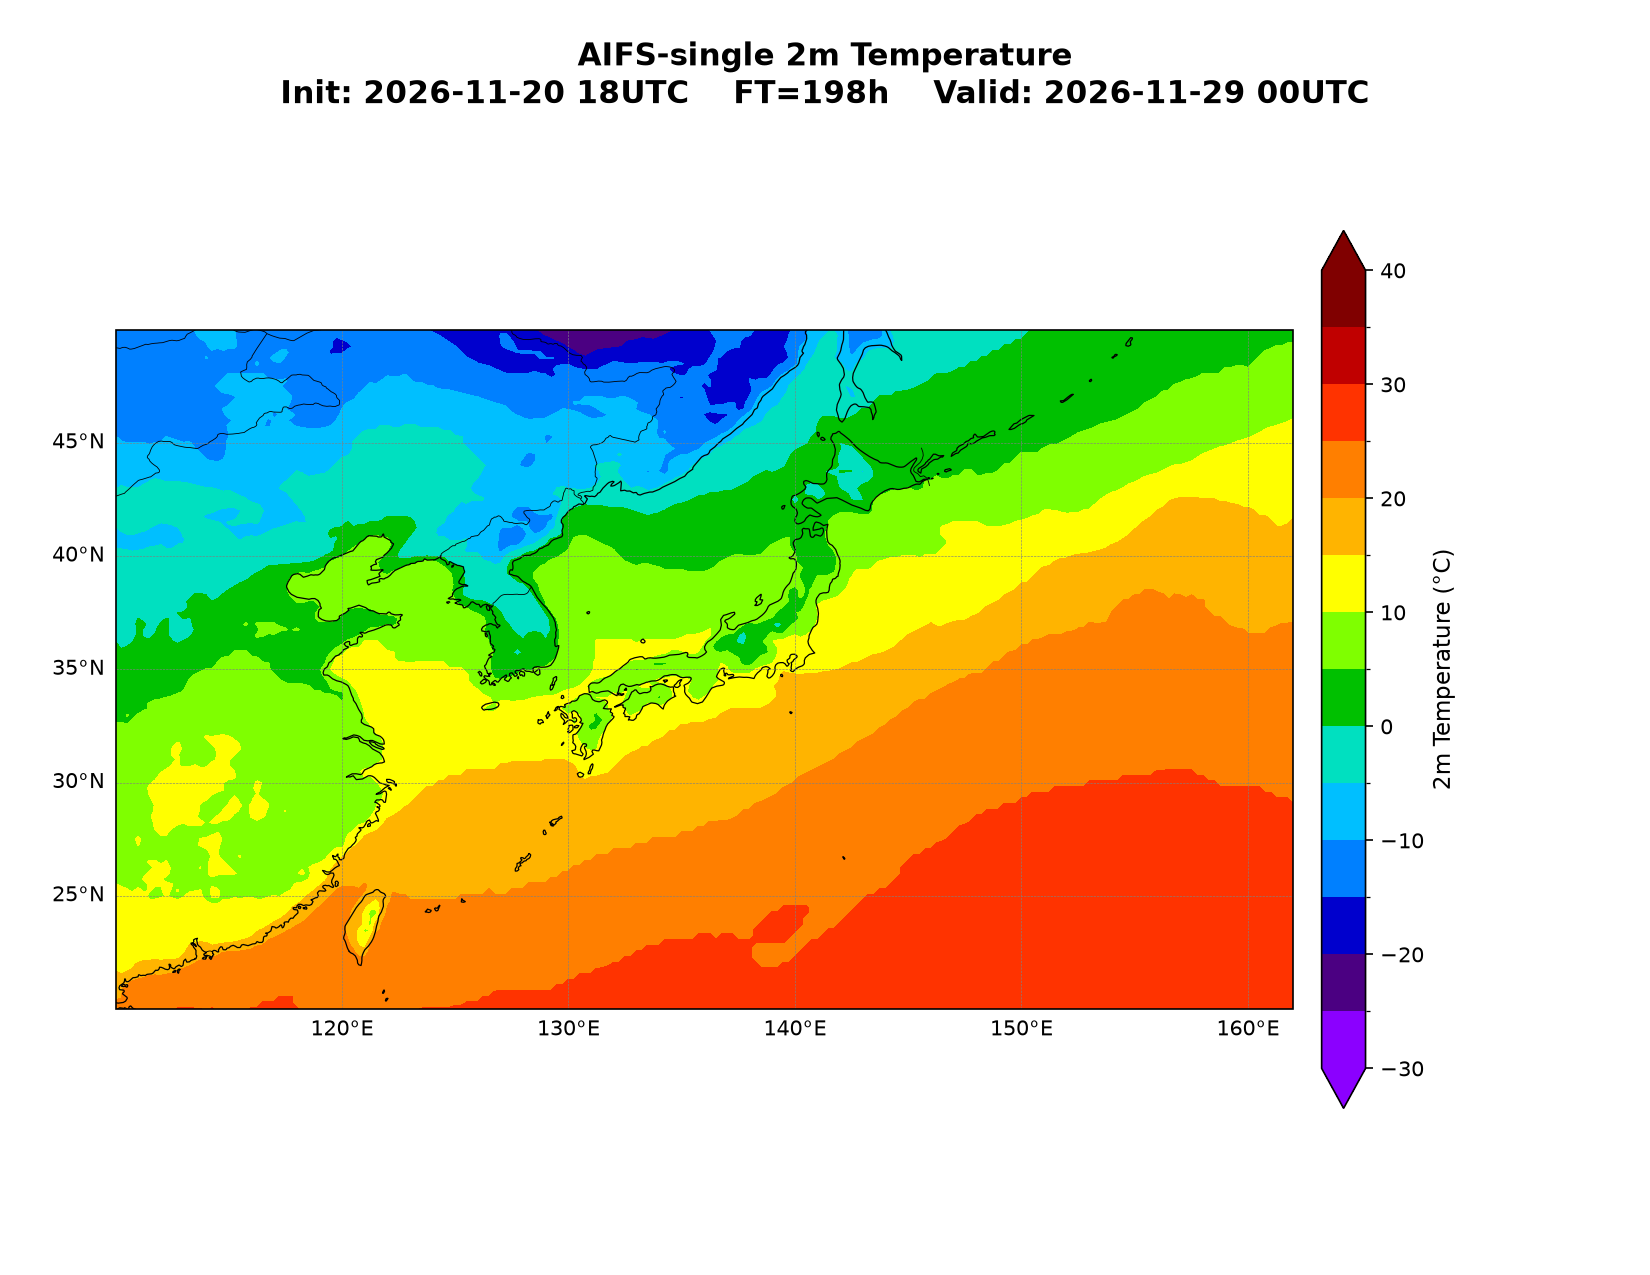 AIFS-single 2m Temperature
Init: 2026-11-20 18UTC    FT=198h    Valid: 2026-11-29 00UTC
45°N
40°N
35°N
30°N
25°N
120°E
130°E
140°E
150°E
160°E
40
30
20
10
0
−10
−20
−30
2m Temperature (°C)